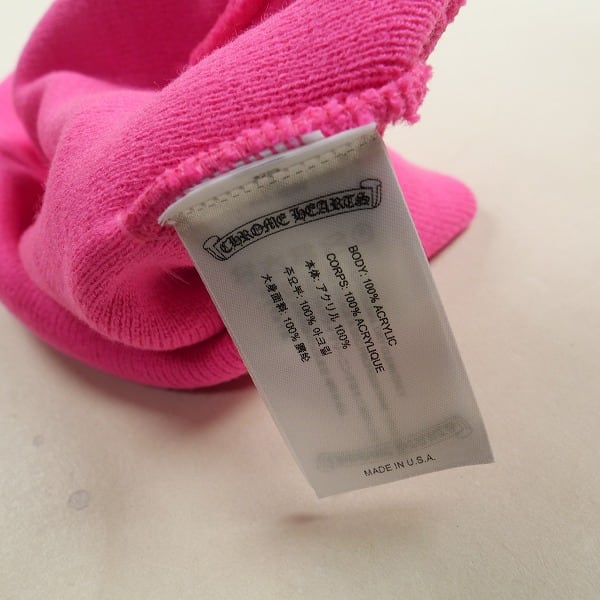 CHROME HEARTS
BODY: 100% ACRYLIC
CORPS: 100% ACRYLIQUE
本体: アクリル 100%
주요부: 100% 아크릴
大身面料: 100% 腈纶
MADE IN U.S.A.